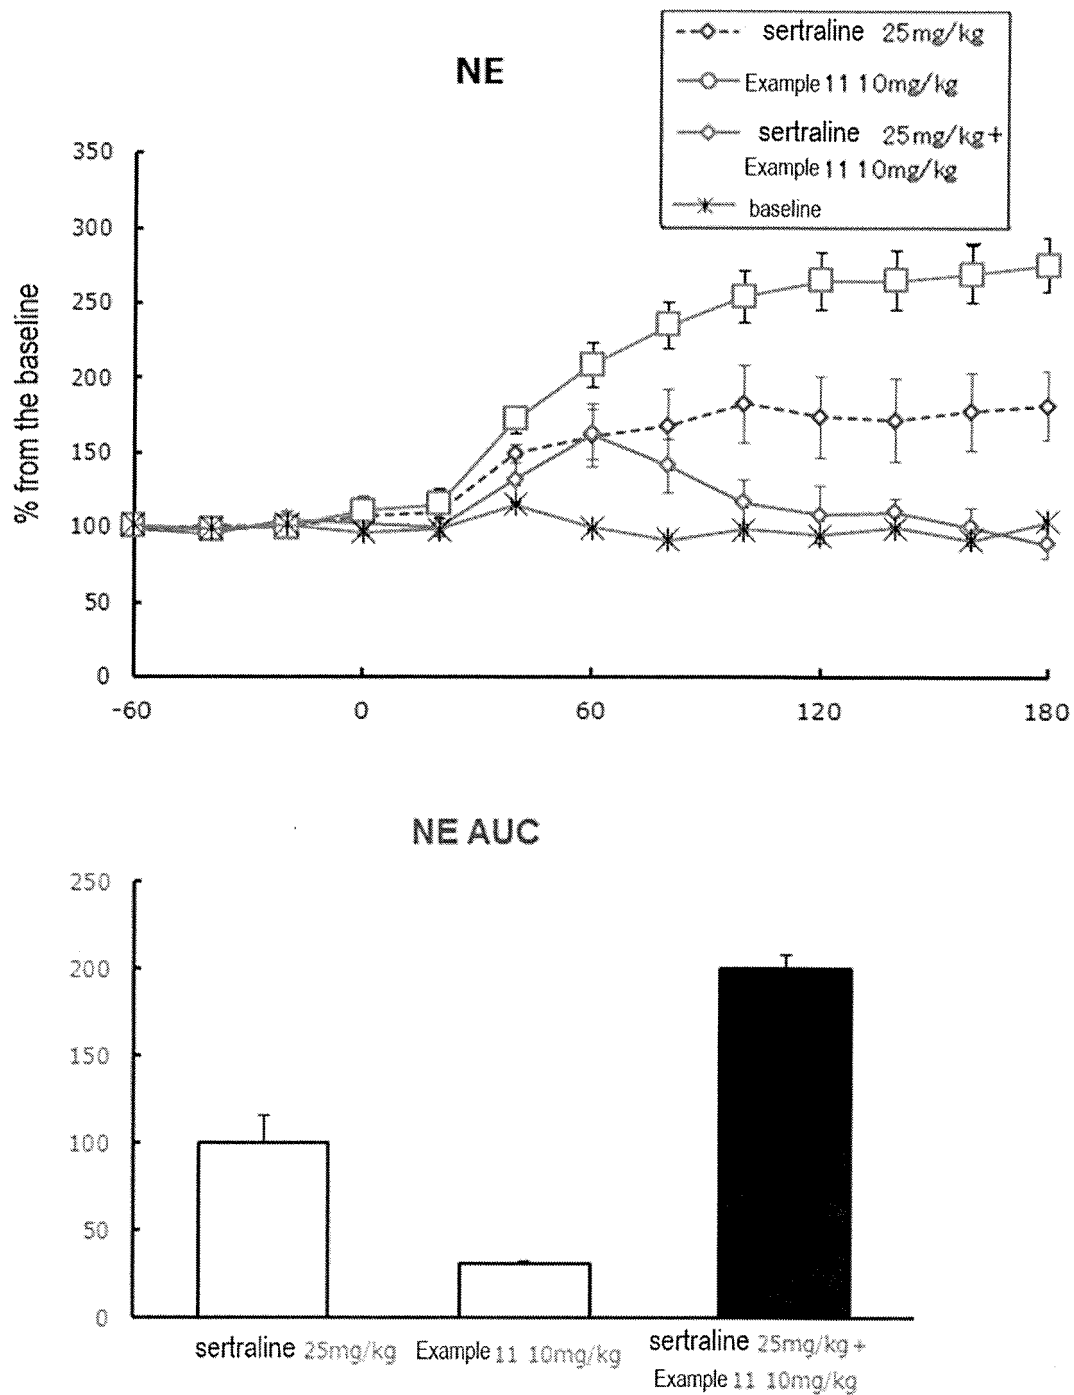 NE
sertraline 25mg/kg
Example 11 10mg/kg
sertraline 25mg/kg+
Example 11 10mg/kg
baseline
% from the baseline
350
300
250
200
150
100
50
0
-60 0 60 120 180
NE AUC
250
200
150
100
50
0
sertraline 25mg/kg Example 11 10mg/kg sertraline 25mg/kg+
Example 11 10mg/kg